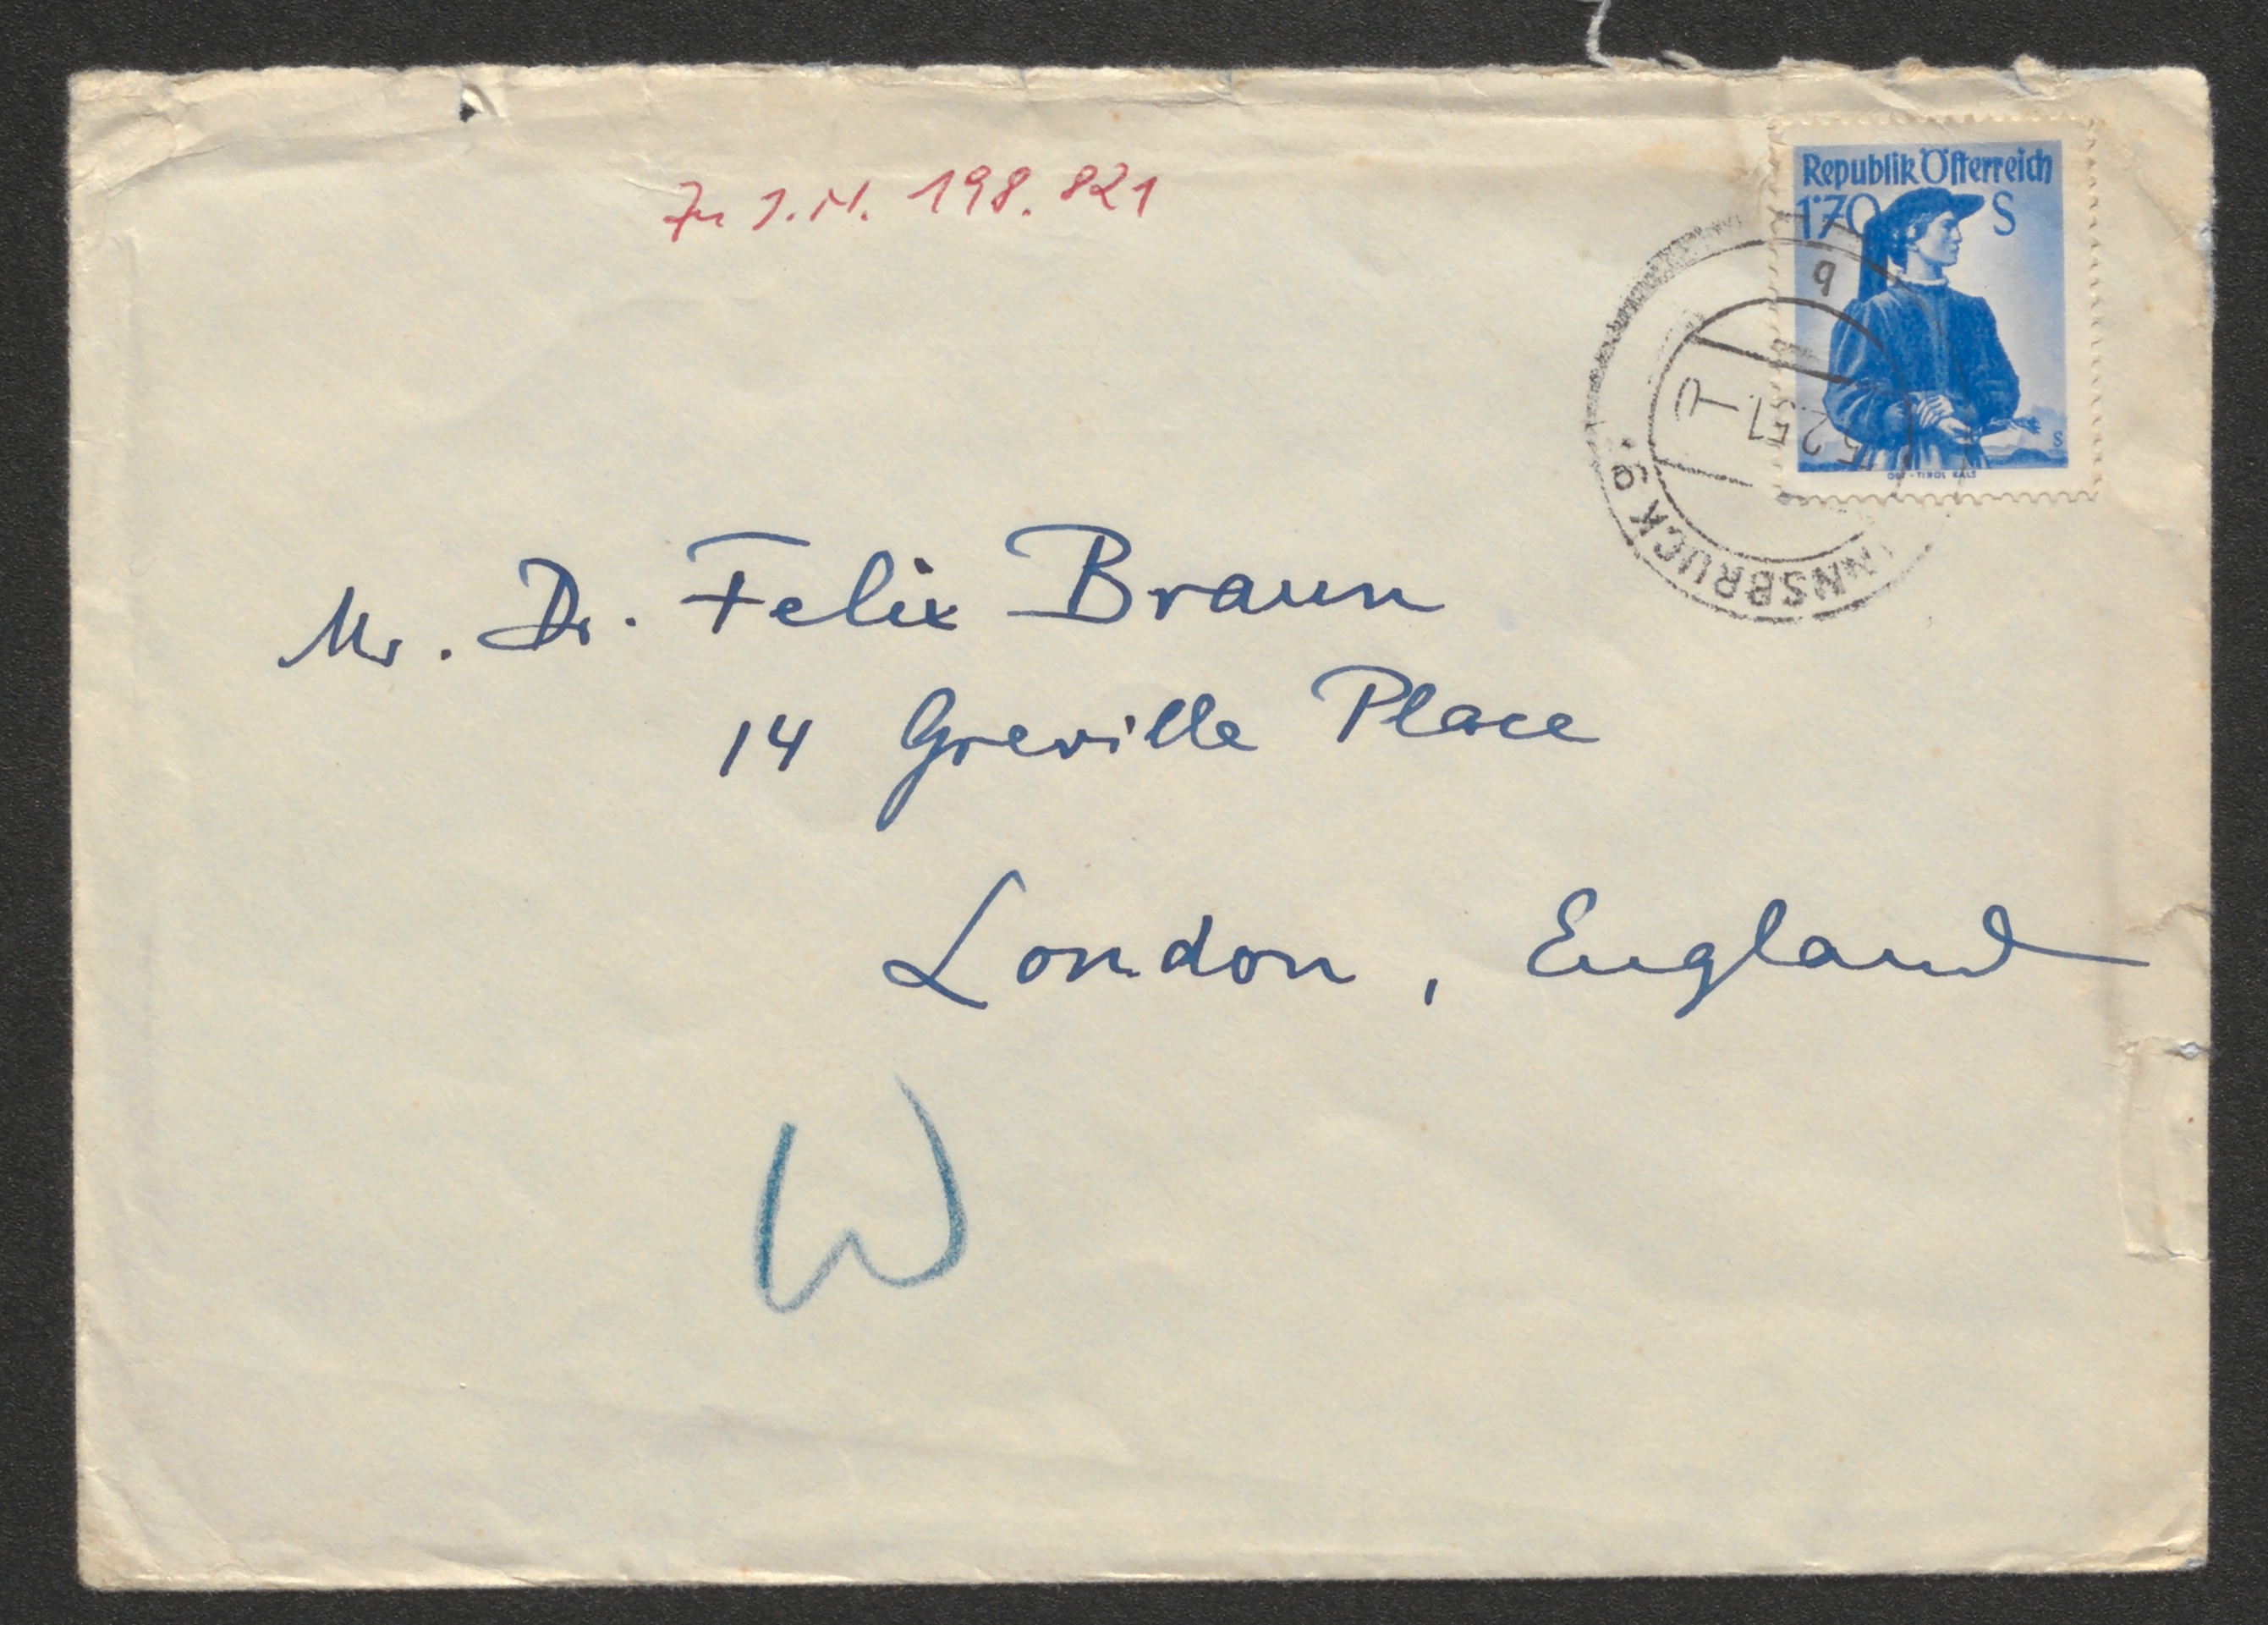 Zu I.N. 198.821
Republik Österreich
1'70 S
OST-TIROL KALS
INNSBRUCK 9
b
Mr. Dr. Felix Braun
14 Greville Place
London, England
W